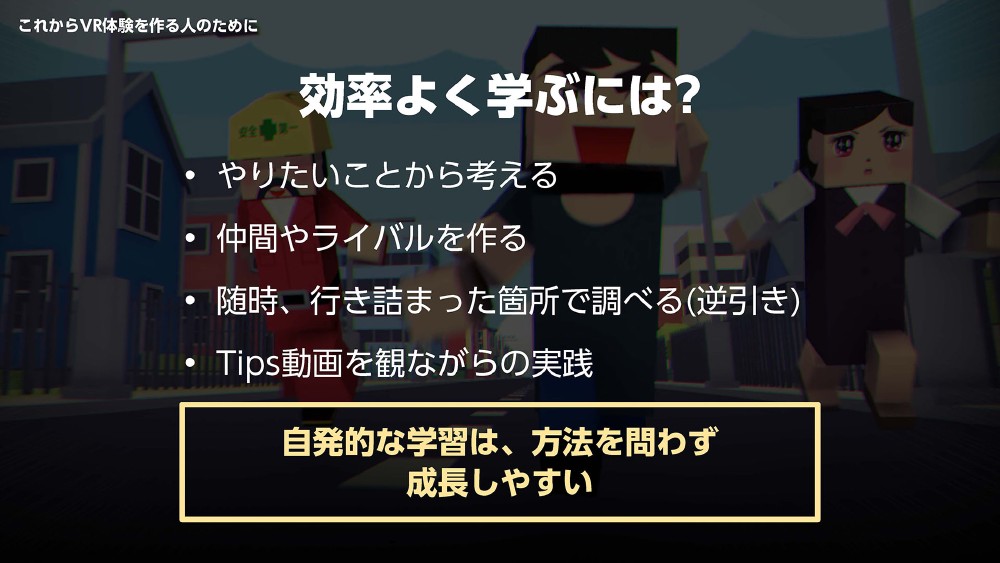 これからVR体験を作る人のために
効率よく学ぶには?
• やりたいことから考える
• 仲間やライバルを作る
• 随時、行き詰まった箇所で調べる(逆引き)
• Tips動画を観ながらの実践
自発的な学習は、方法を問わず
成長しやすい
安全 第一